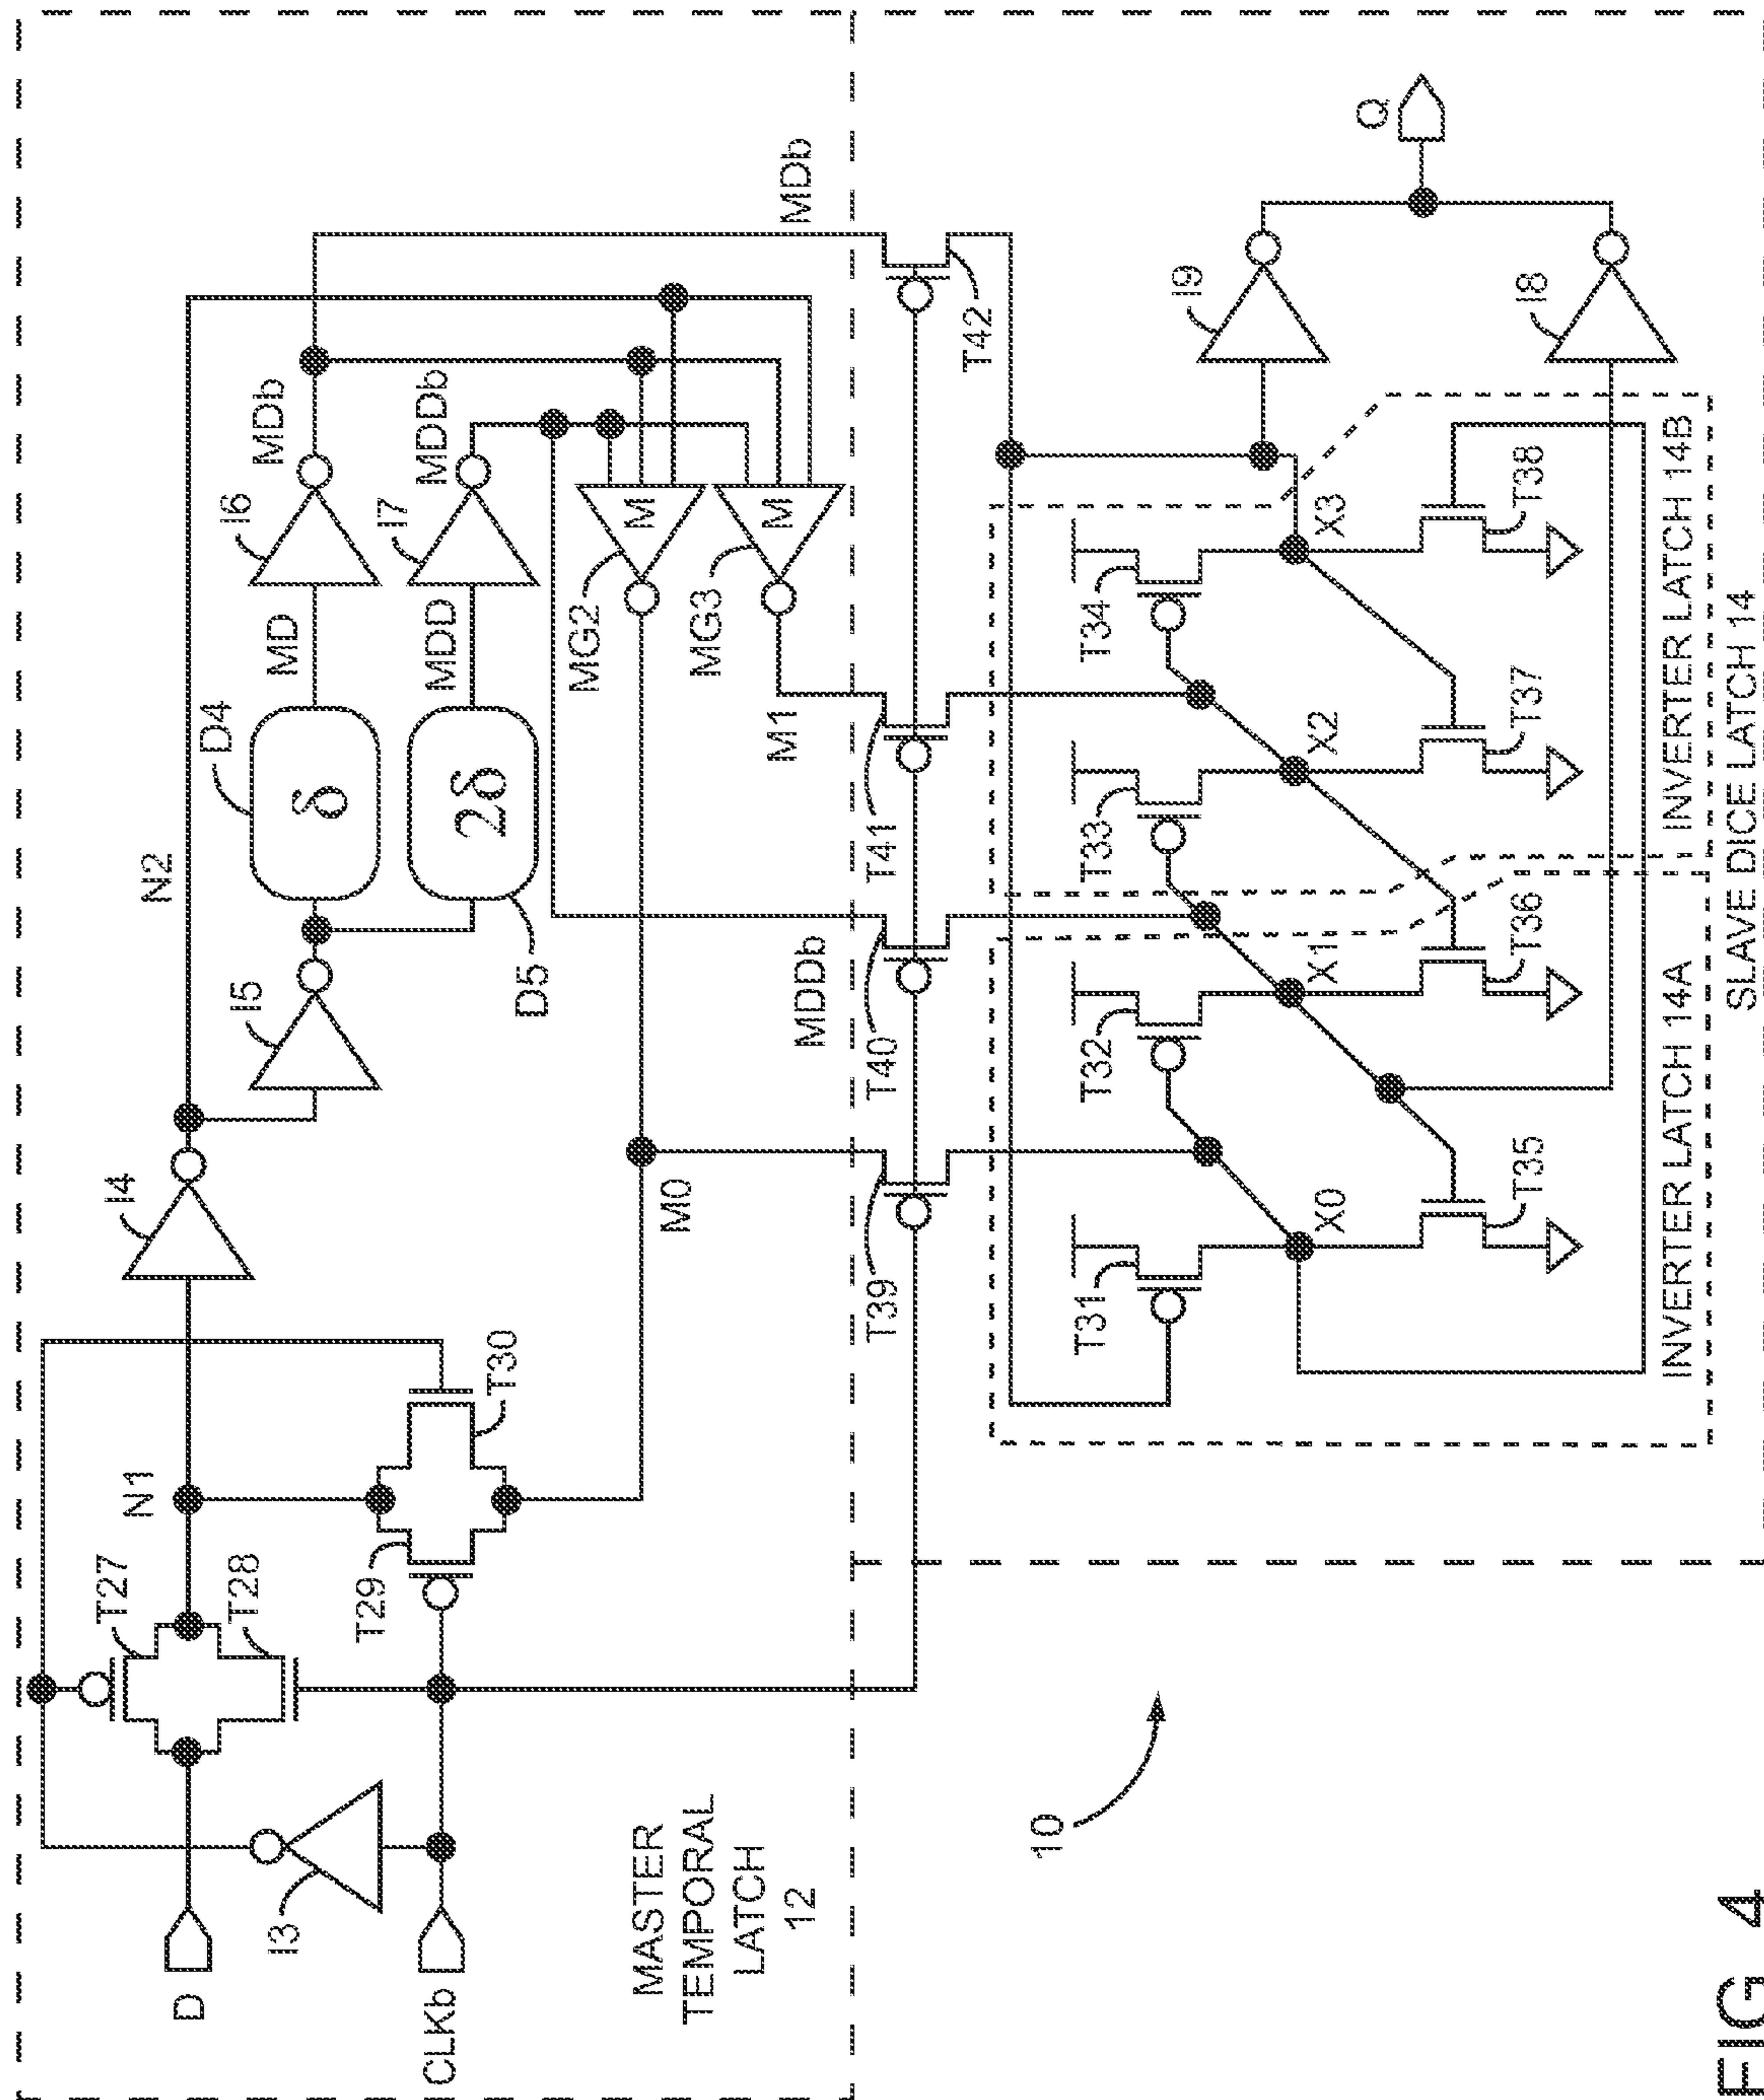 D
CLKb
I3
T27
T28
N1
T29
T30
I4
N2
I5
D4
δ
D5
2δ
MD
MDD
I6
I7
MDb
MDDb
MG2
M
MG3
M
M0
M1
MDDb
MDb
MASTER
TEMPORAL
LATCH
12
T39
T40
T41
T42
T31
T32
T33
T34
X0
X1
X2
X3
T35
T36
T37
T38
I9
I8
Q
INVERTER LATCH 14A
INVERTER LATCH 14B
SLAVE DICE LATCH 14
10
FIG 4